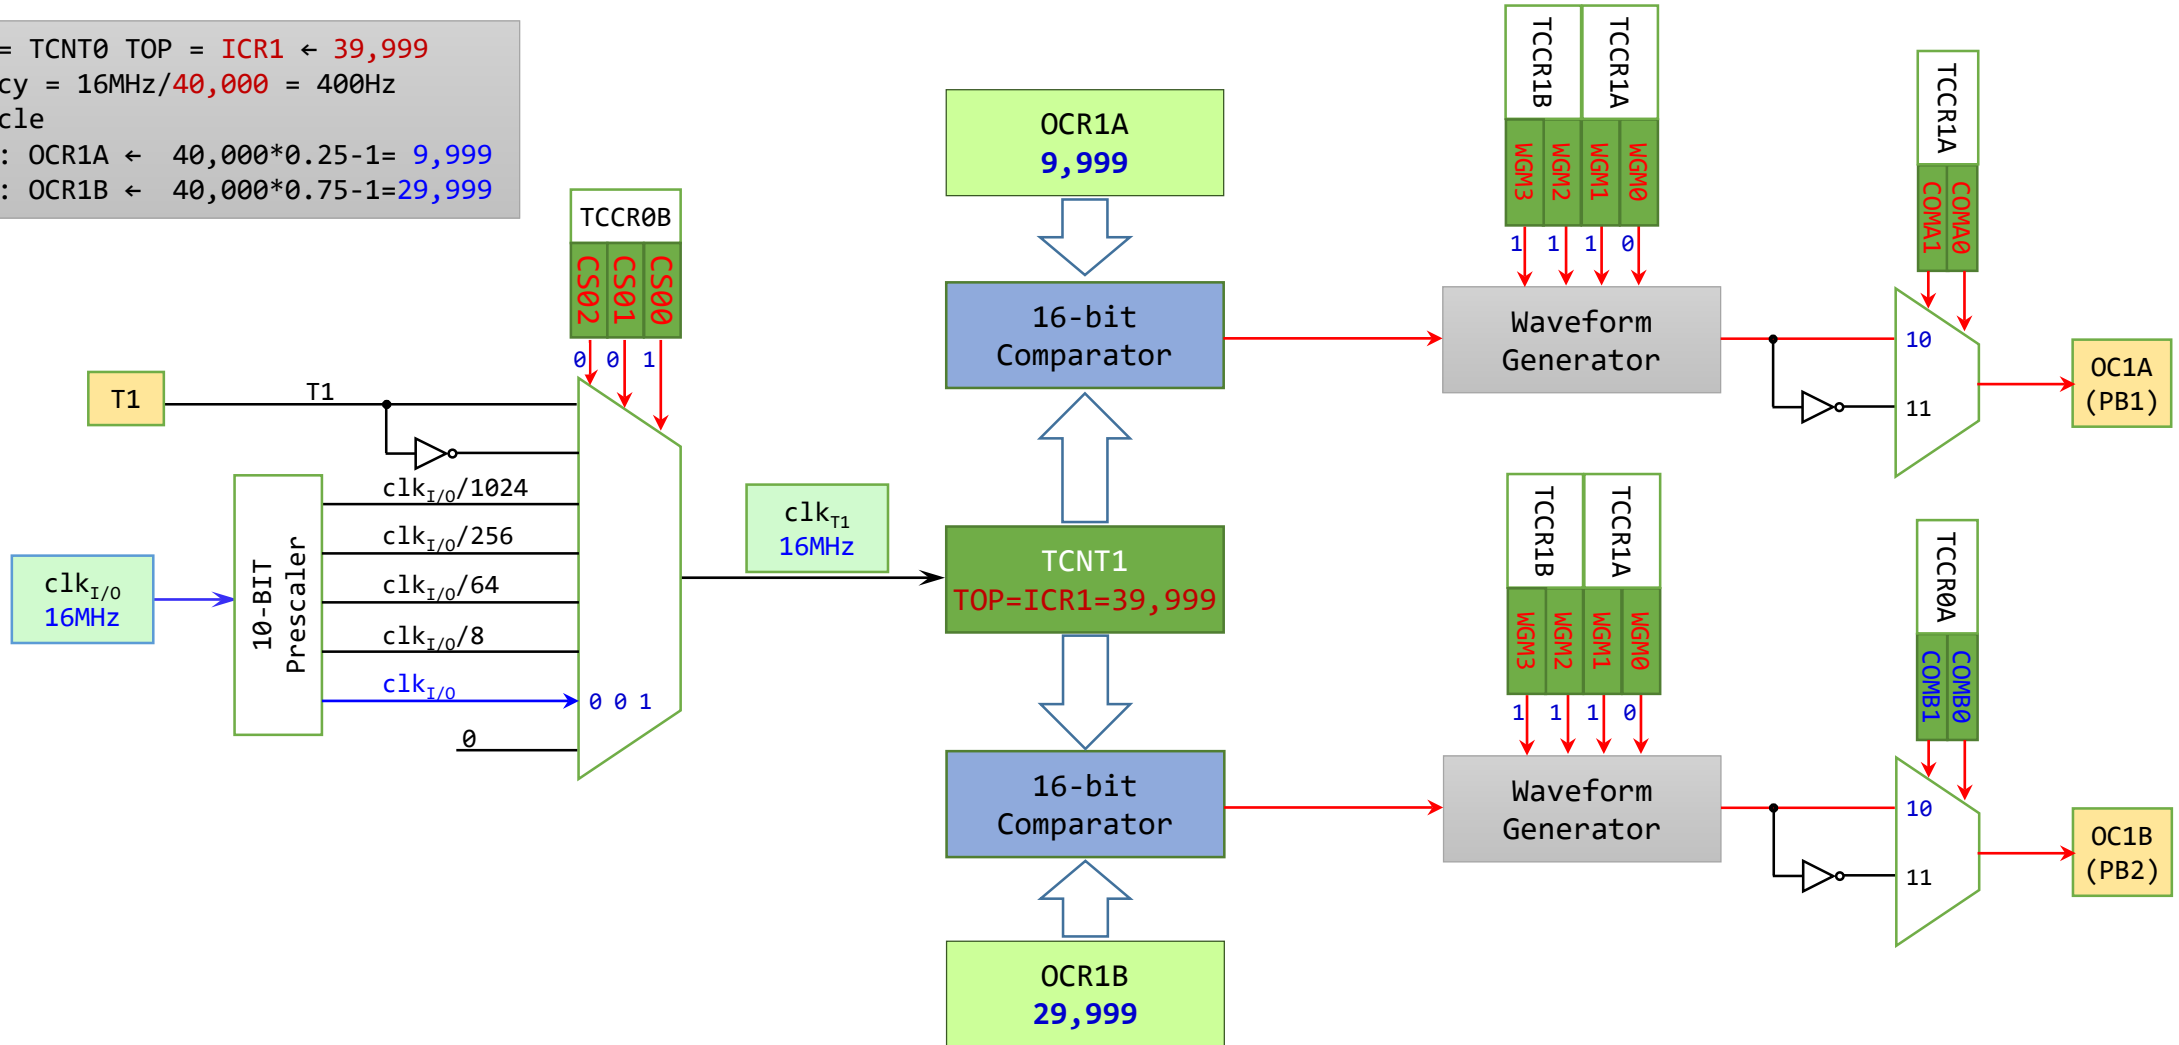 = TCNT0 TOP = ICR1 ← 39,999
cy = 16MHz/40,000 = 400Hz
cle
: OCR1A ← 40,000*0.25-1= 9,999
: OCR1B ← 40,000*0.75-1=29,999
TCCR0B
CS02 CS01 CS00
0 0 1
T1
T1
clkI/O/1024
clkI/O/256
clkI/O/64
clkI/O/8
clkI/O
0 0 1
0
10-BIT
Prescaler
clkI/O
16MHz
clkT1
16MHz
OCR1A
9,999
16-bit
Comparator
TCNT1
TOP=ICR1=39,999
16-bit
Comparator
OCR1B
29,999
TCCR1B TCCR1A
WGM3 WGM2 WGM1 WGM0
1 1 1 0
Waveform
Generator
TCCR1A
COMA1 COMA0
10
11
OC1A
(PB1)
TCCR1B TCCR1A
WGM3 WGM2 WGM1 WGM0
1 1 1 0
Waveform
Generator
TCCR0A
COMB1 COMB0
10
11
OC1B
(PB2)